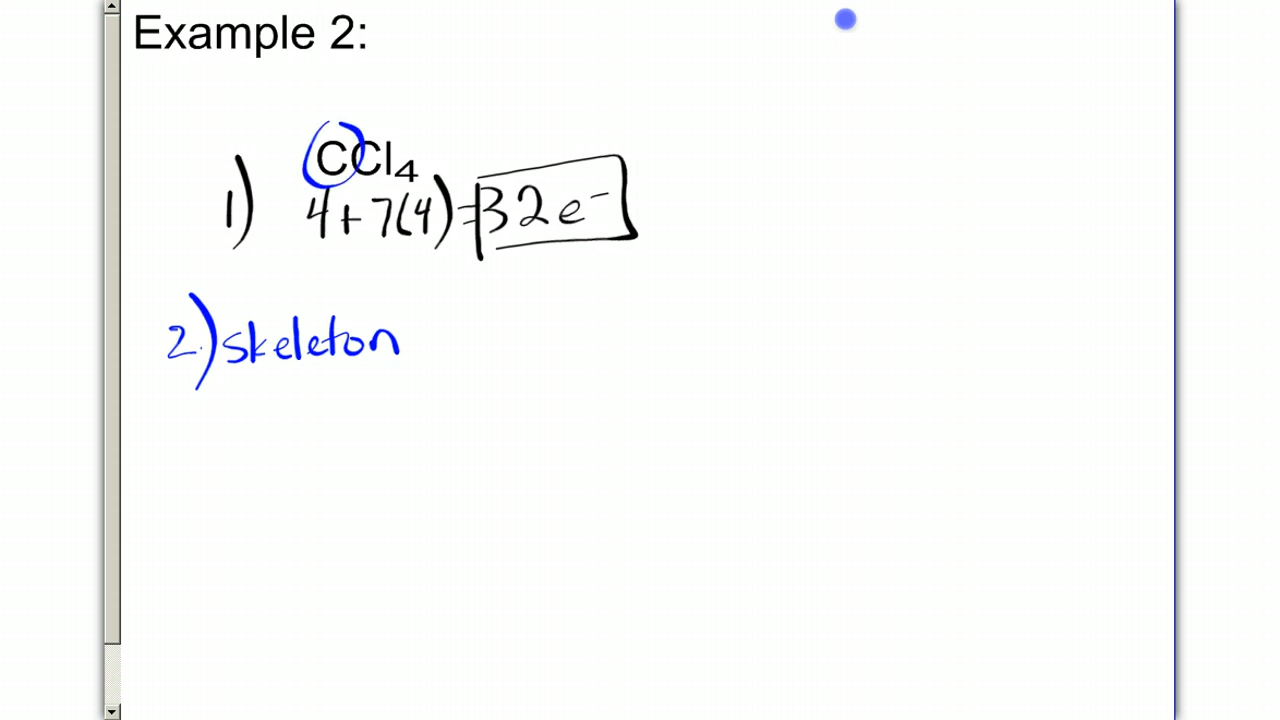 Example 2:
CCl₄
1) 4+7(4)=32e⁻
2.) skeleton